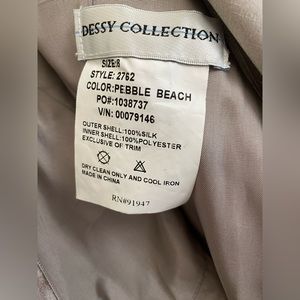 DESSY COLLECTION
SIZE:8
STYLE: 2762
COLOR:PEBBLE BEACH
PO#:1038737
V/N: 00079146
OUTER SHELL:100%SILK
INNER SHELL:100%POLYESTER
EXCLUSIVE OF TRIM
DRY CLEAN ONLY AND COOL IRON
MADE IN CHINA
RN#91947